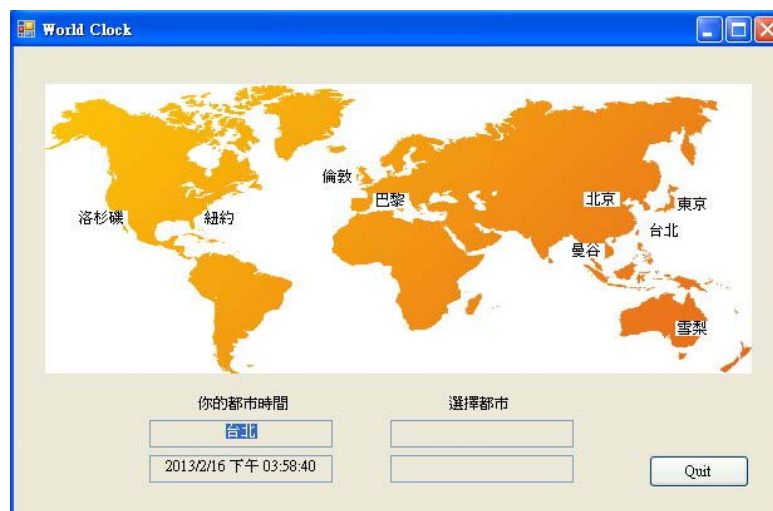 World Clock
倫敦
巴黎
北京
東京
洛杉磯
紐約
台北
曼谷
雪梨
你的都市時間
選擇都市
台北
2013/2/16 下午 03:58:40
Quit